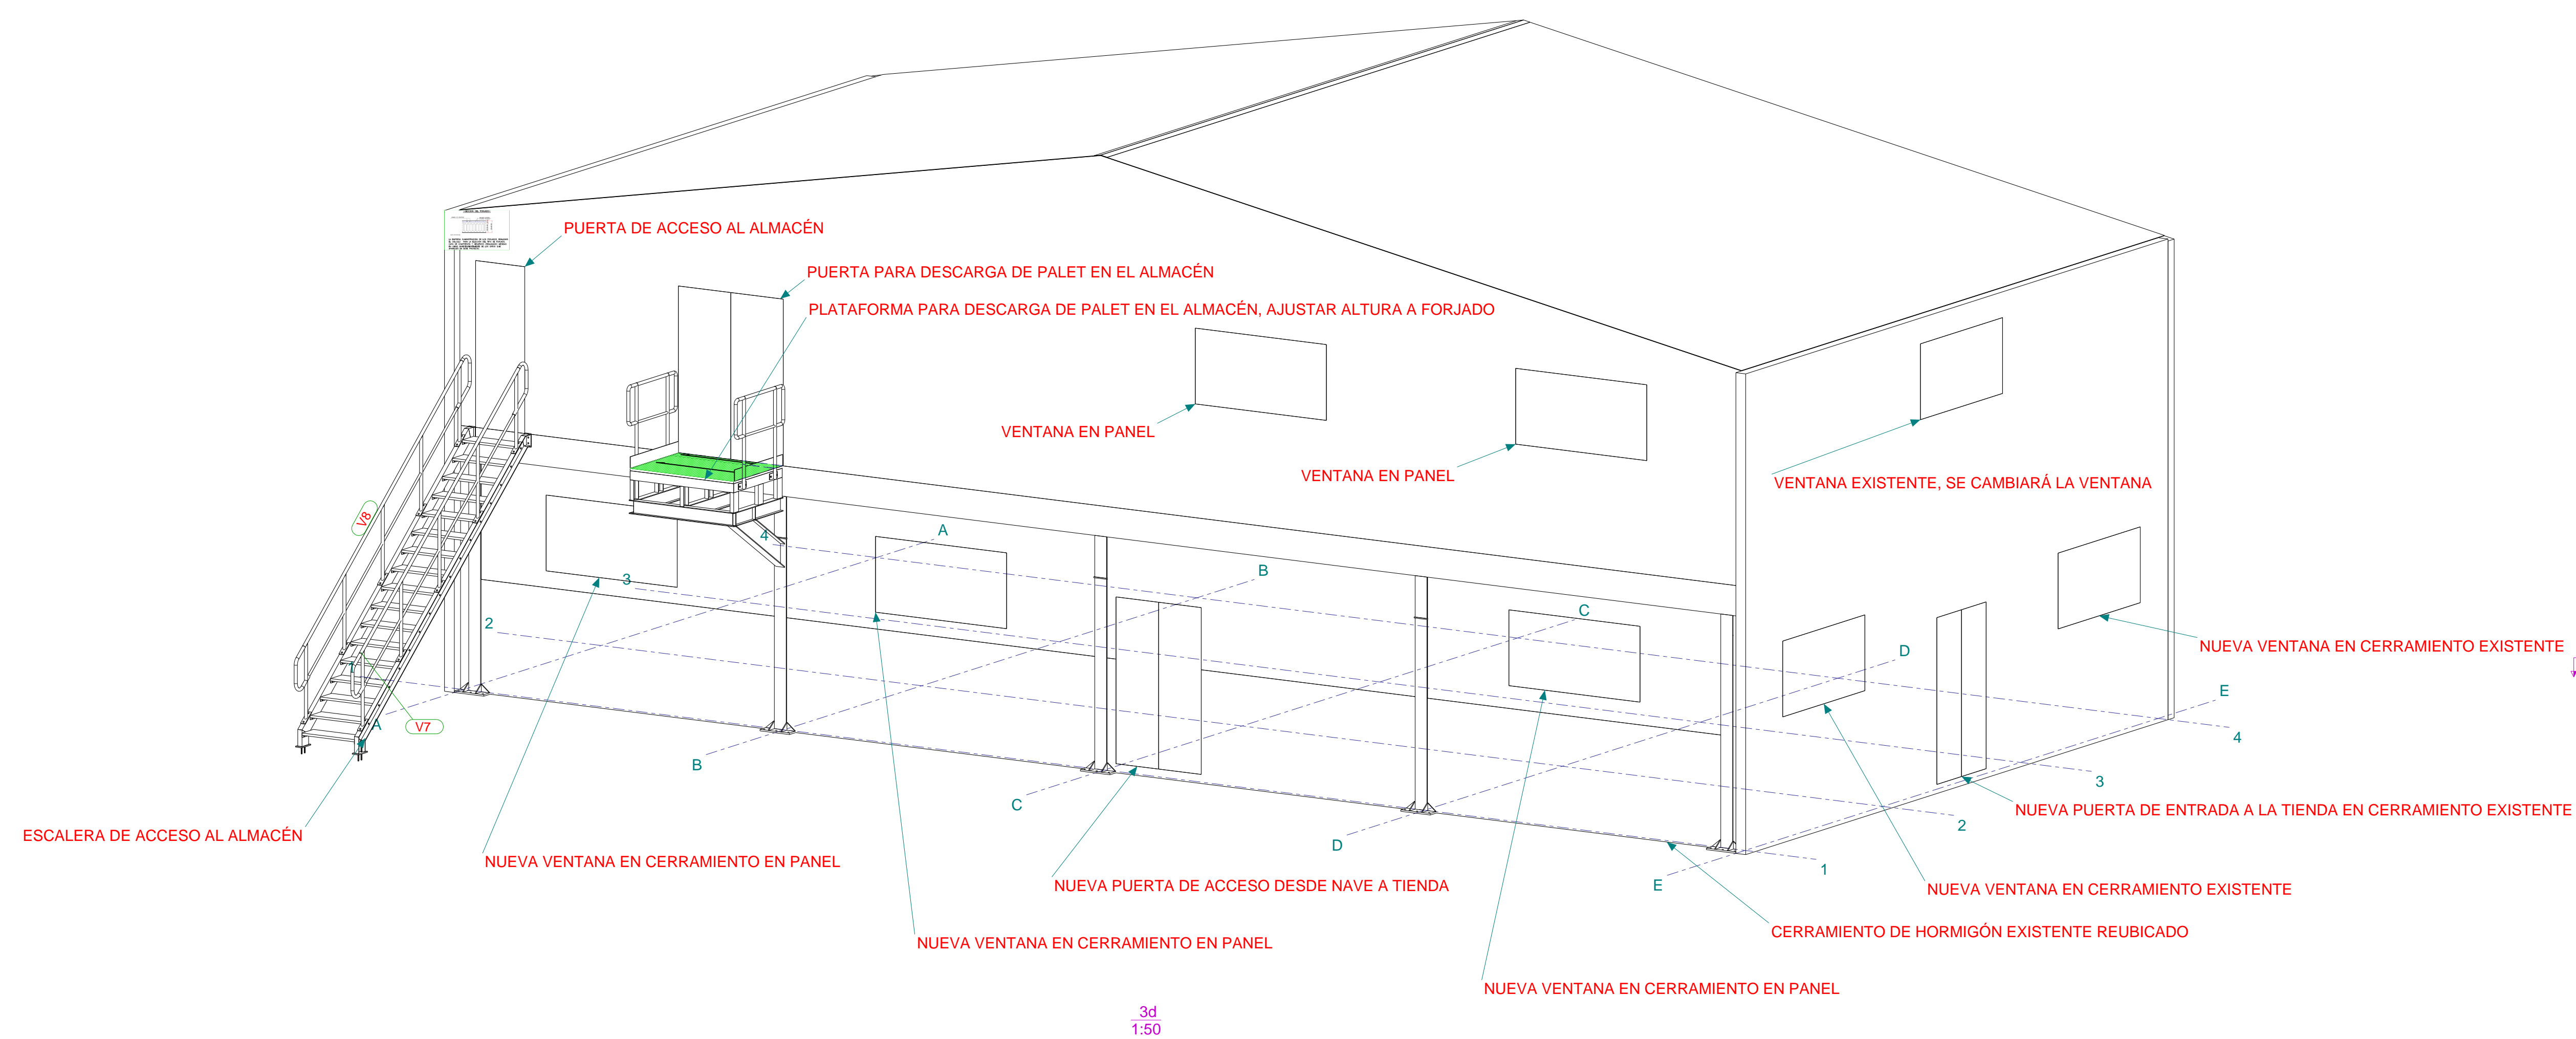 PUERTA DE ACCESO AL ALMACÉN
PUERTA PARA DESCARGA DE PALET EN EL ALMACÉN
PLATAFORMA PARA DESCARGA DE PALET EN EL ALMACÉN, AJUSTAR ALTURA A FORJADO
VENTANA EN PANEL
VENTANA EN PANEL
VENTANA EXISTENTE, SE CAMBIARÁ LA VENTANA
V8
A
4
B
3
C
2
D
NUEVA VENTANA EN CERRAMIENTO EXISTENTE
1
E
A
V7
4
B
3
C
NUEVA PUERTA DE ENTRADA A LA TIENDA EN CERRAMIENTO EXISTENTE
2
ESCALERA DE ACCESO AL ALMACÉN
D
NUEVA VENTANA EN CERRAMIENTO EN PANEL
1
NUEVA PUERTA DE ACCESO DESDE NAVE A TIENDA
E
NUEVA VENTANA EN CERRAMIENTO EXISTENTE
CERRAMIENTO DE HORMIGÓN EXISTENTE REUBICADO
NUEVA VENTANA EN CERRAMIENTO EN PANEL
NUEVA VENTANA EN CERRAMIENTO EN PANEL
3d
1:50